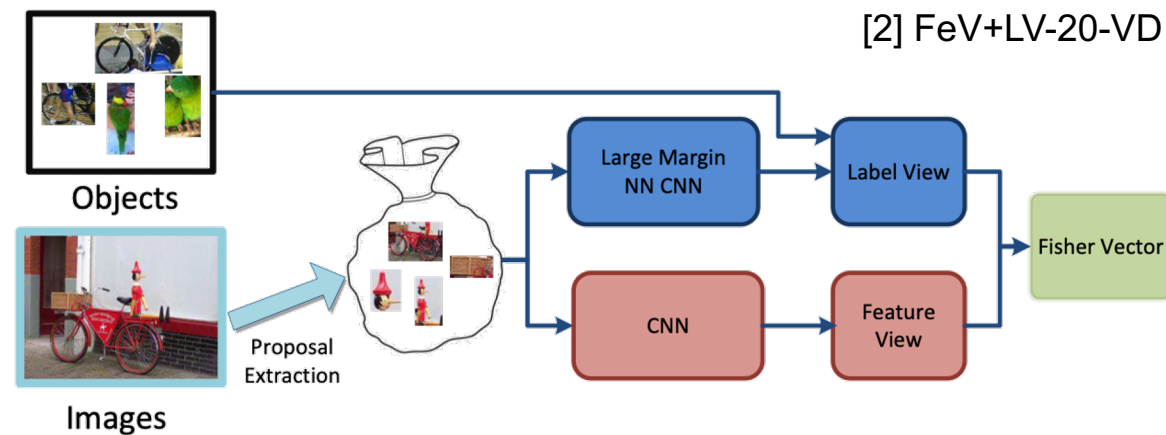 [2] FeV+LV-20-VD
Objects
Images
Proposal
Extraction
Large Margin
NN CNN
Label View
CNN
Feature
View
Fisher Vector